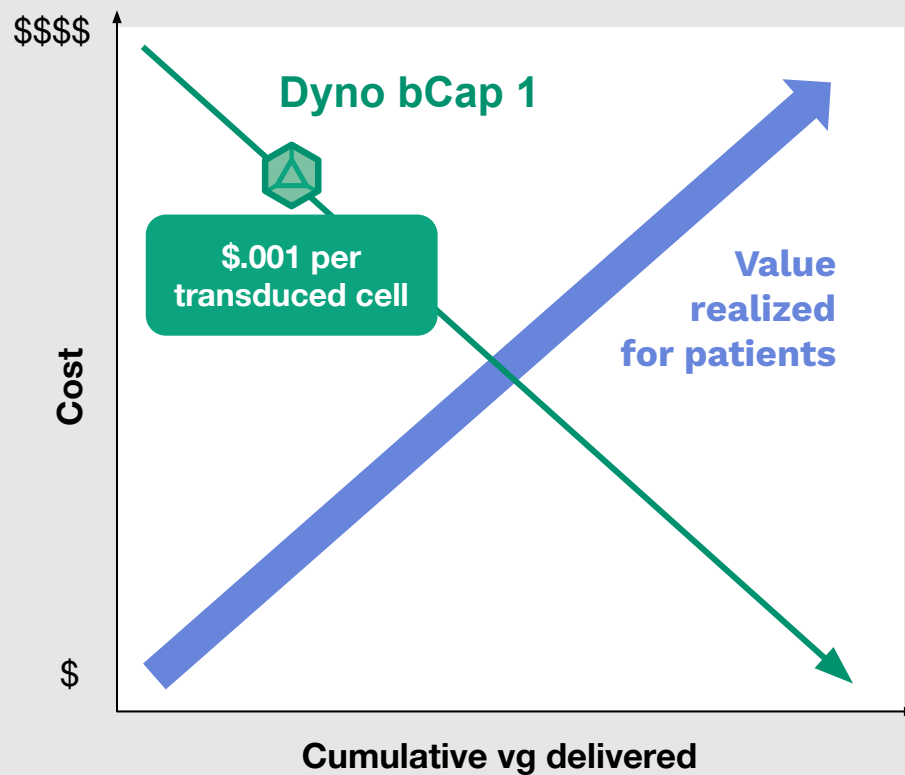 $$$$
Dyno bCap 1
$.001 per
transduced cell
Value
realized
for patients
Cost
$
Cumulative vg delivered